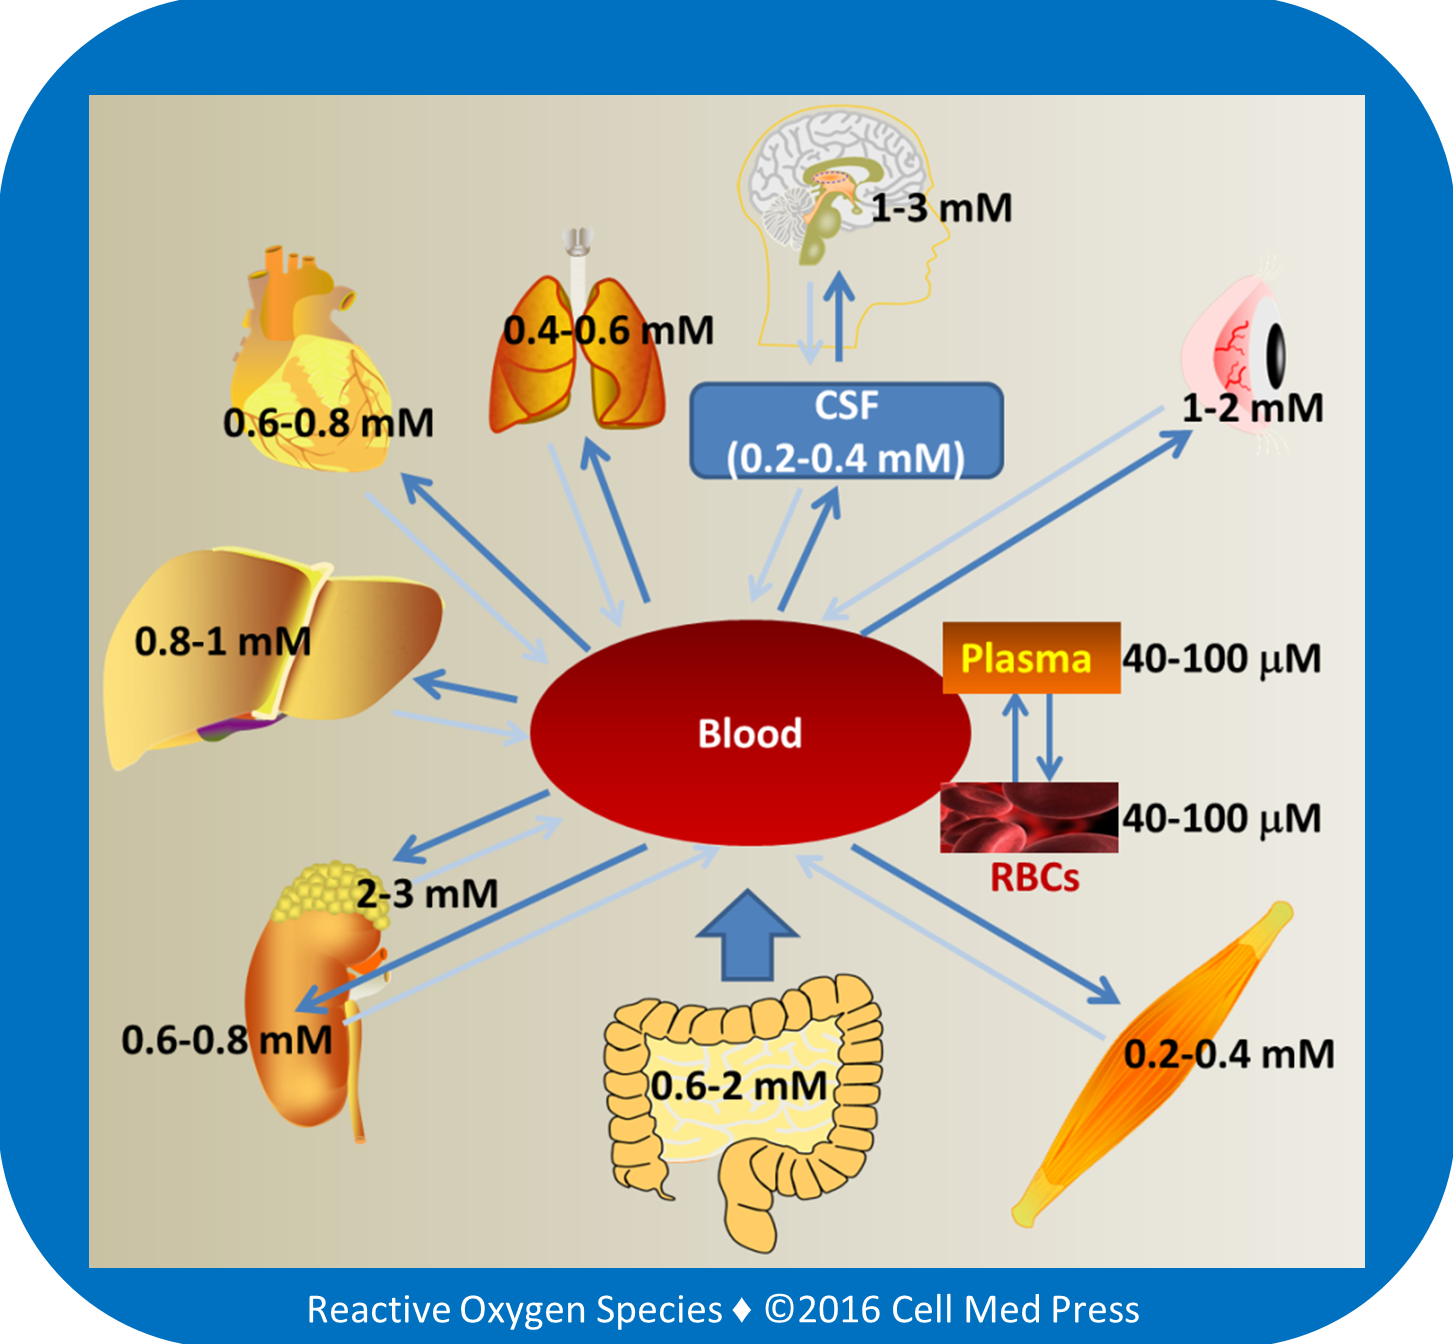 1-3 mM
0.4-0.6 mM
0.6-0.8 mM
CSF
(0.2-0.4 mM)
1-2 mM
0.8-1 mM
Plasma
40-100 μM
Blood
40-100 μM
RBCs
2-3 mM
0.6-0.8 mM
0.6-2 mM
0.2-0.4 mM
Reactive Oxygen Species ♦ ©2016 Cell Med Press